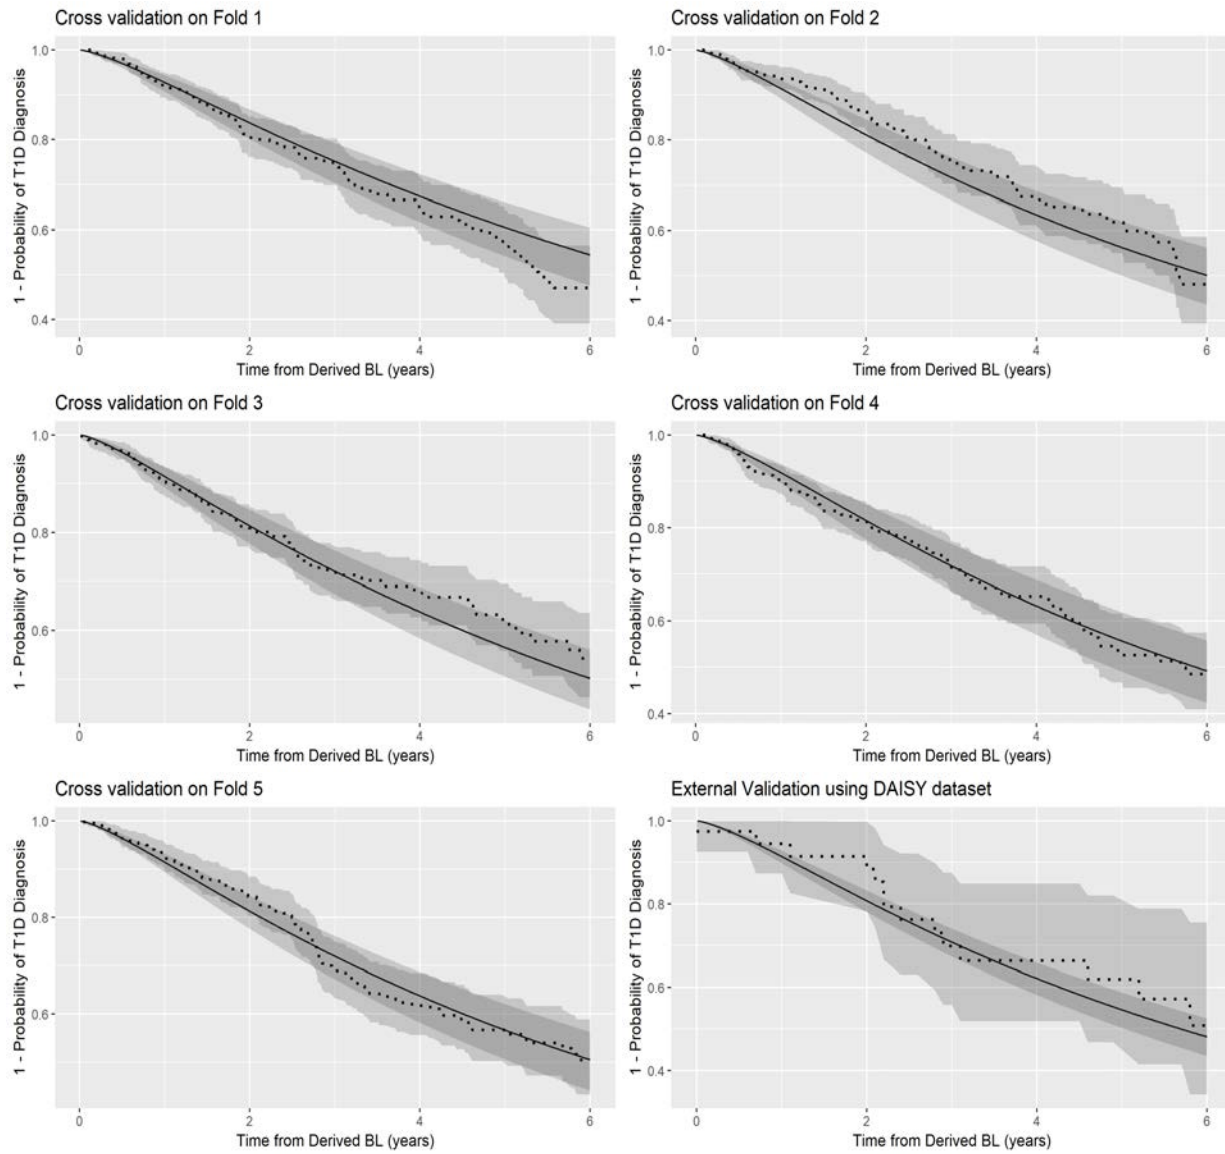 Cross validation on Fold 1
1 - Probability of T1D Diagnosis
1.0
0.8
0.6
0.4
0
2
4
6
Time from Derived BL (years)
Cross validation on Fold 2
1 - Probability of T1D Diagnosis
1.0
0.8
0.6
0.4
0
2
4
6
Time from Derived BL (years)
Cross validation on Fold 3
1 - Probability of T1D Diagnosis
1.0
0.8
0.6
0
2
4
6
Time from Derived BL (years)
Cross validation on Fold 4
1 - Probability of T1D Diagnosis
1.0
0.8
0.6
0.4
0
2
4
6
Time from Derived BL (years)
Cross validation on Fold 5
1 - Probability of T1D Diagnosis
1.0
0.8
0.6
0
2
4
6
Time from Derived BL (years)
External Validation using DAISY dataset
1 - Probability of T1D Diagnosis
1.0
0.8
0.6
0.4
0
2
4
6
Time from Derived BL (years)